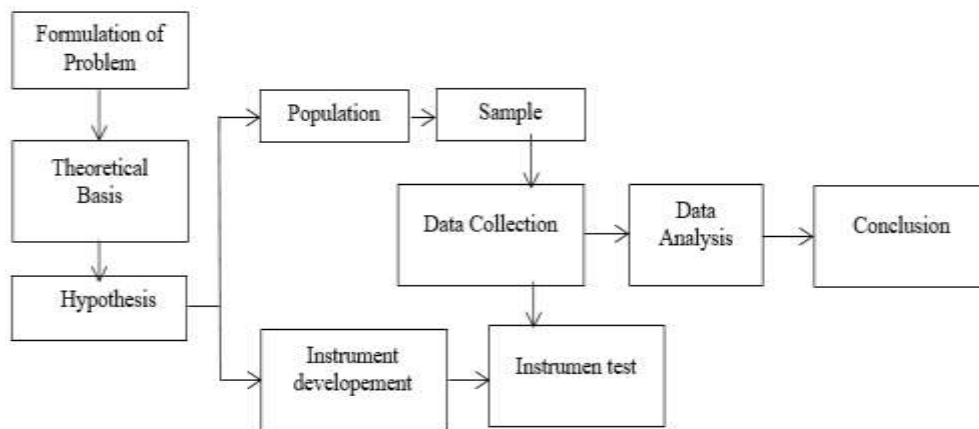 Formulation of
Problem
Theoretical
Basis
Hypothesis
Population
Sample
Data Collection
Data
Analysis
Conclusion
Instrument
developement
Instrumen test